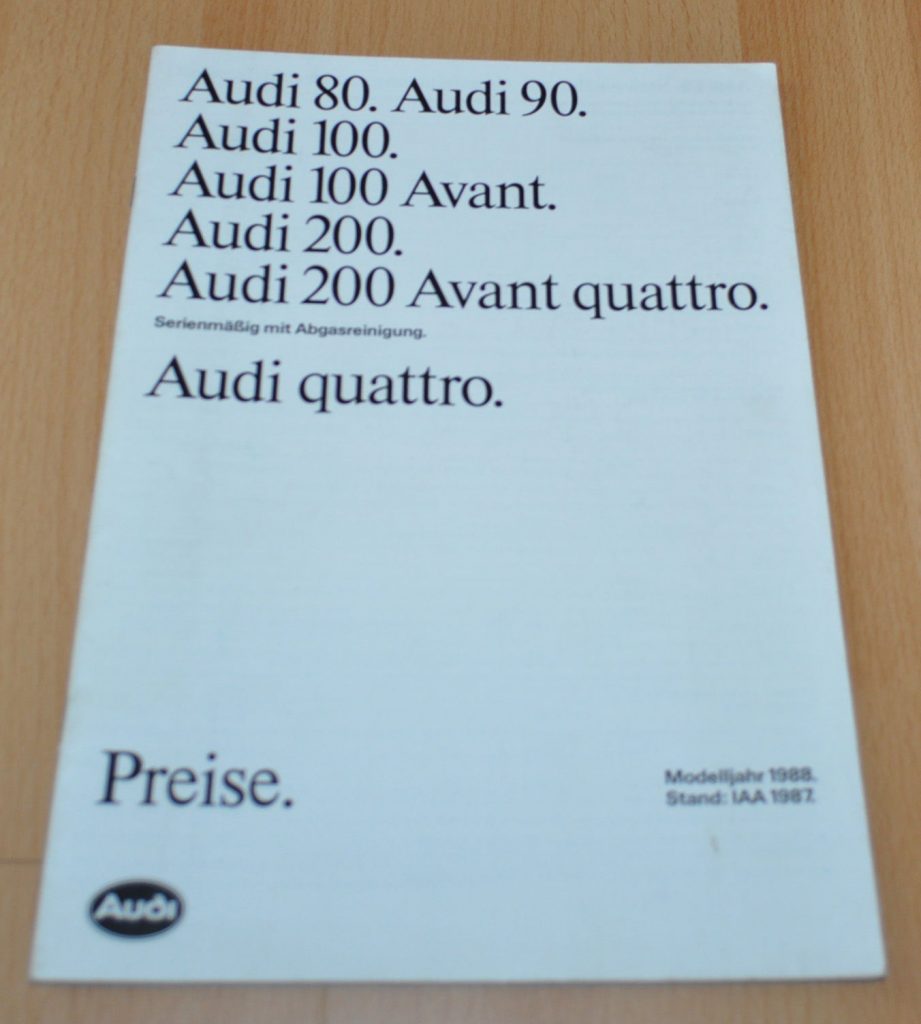 Audi 80. Audi 90.
Audi 100.
Audi 100 Avant.
Audi 200.
Audi 200 Avant quattro.
Serienmäßig mit Abgasreinigung.
Audi quattro.
Preise.
Modelljahr 1988.
Stand: IAA 1987.
Audi